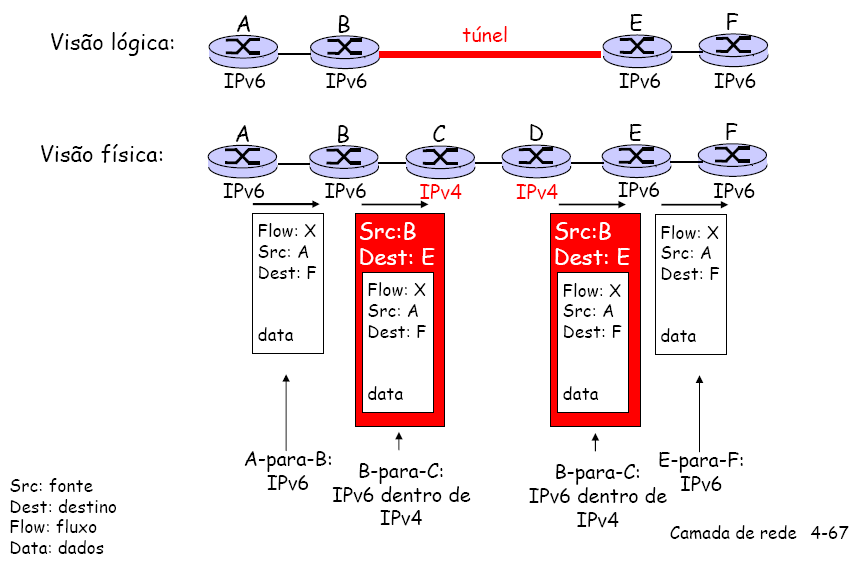 Visão lógica:
A B túnel E F
IPv6 IPv6 IPv6 IPv6
Visão física:
A B C D E F
IPv6 IPv6 IPv4 IPv4 IPv6 IPv6
Flow: X
Src: A
Dest: F
data
Src:B
Dest: E
Flow: X
Src: A
Dest: F
data
Src:B
Dest: E
Flow: X
Src: A
Dest: F
data
Flow: X
Src: A
Dest: F
data
A-para-B:
IPv6
B-para-C:
IPv6 dentro de
IPv4
B-para-C:
IPv6 dentro de
IPv4
E-para-F:
IPv6
Src: fonte
Dest: destino
Flow: fluxo
Data: dados
Camada de rede 4-67